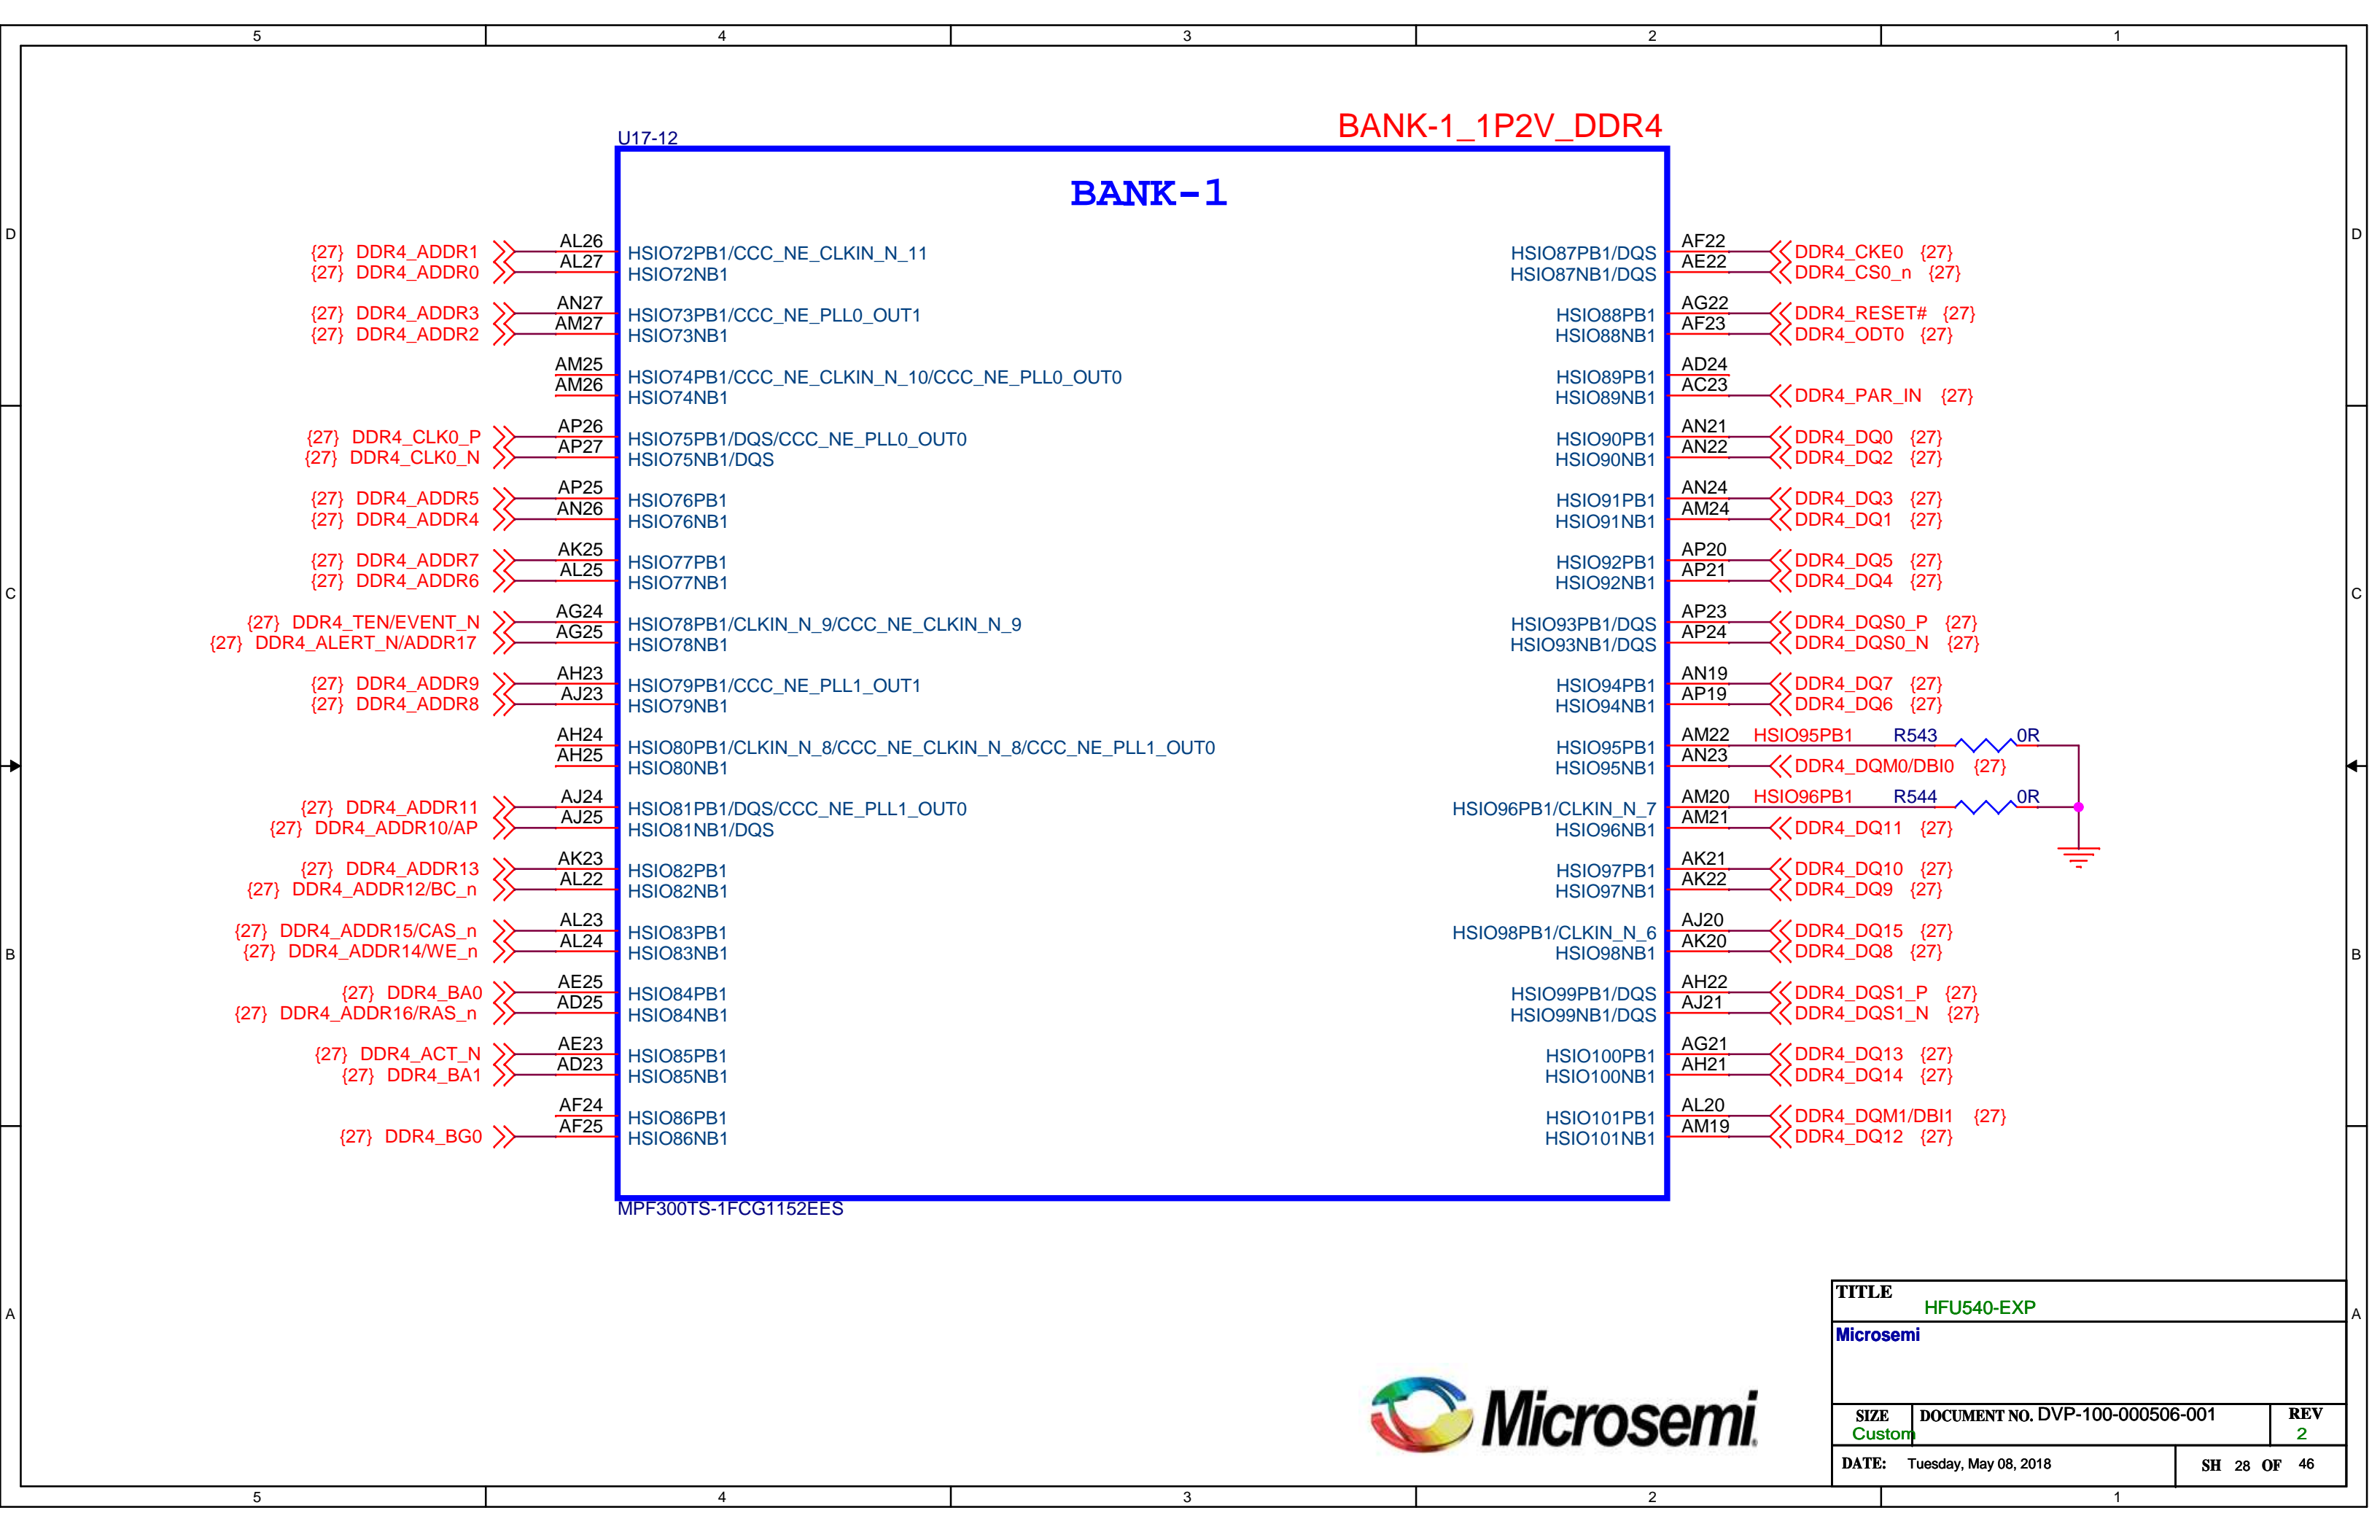 5 4 3 2 1
BANK-1_1P2V_DDR4
U17-12
BANK-1
D D
{27} DDR4_ADDR1 AL26 HSIO72PB1/CCC_NE_CLKIN_N_11 HSIO87PB1/DQS AF22 DDR4_CKE0 {27}
{27} DDR4_ADDR0 AL27 HSIO72NB1 HSIO87NB1/DQS AE22 DDR4_CS0_n {27}
{27} DDR4_ADDR3 AN27 HSIO73PB1/CCC_NE_PLL0_OUT1 HSIO88PB1 AG22 DDR4_RESET# {27}
{27} DDR4_ADDR2 AM27 HSIO73NB1 HSIO88NB1 AF23 DDR4_ODT0 {27}
AM25 HSIO74PB1/CCC_NE_CLKIN_N_10/CCC_NE_PLL0_OUT0 HSIO89PB1 AD24
AM26 HSIO74NB1 HSIO89NB1 AC23 DDR4_PAR_IN {27}
{27} DDR4_CLK0_P AP26 HSIO75PB1/DQS/CCC_NE_PLL0_OUT0 HSIO90PB1 AN21 DDR4_DQ0 {27}
{27} DDR4_CLK0_N AP27 HSIO75NB1/DQS HSIO90NB1 AN22 DDR4_DQ2 {27}
{27} DDR4_ADDR5 AP25 HSIO76PB1 HSIO91PB1 AN24 DDR4_DQ3 {27}
{27} DDR4_ADDR4 AN26 HSIO76NB1 HSIO91NB1 AM24 DDR4_DQ1 {27}
{27} DDR4_ADDR7 AK25 HSIO77PB1 HSIO92PB1 AP20 DDR4_DQ5 {27}
{27} DDR4_ADDR6 AL25 HSIO77NB1 HSIO92NB1 AP21 DDR4_DQ4 {27}
C C
{27} DDR4_TEN/EVENT_N AG24 HSIO78PB1/CLKIN_N_9/CCC_NE_CLKIN_N_9 HSIO93PB1/DQS AP23 DDR4_DQS0_P {27}
{27} DDR4_ALERT_N/ADDR17 AG25 HSIO78NB1 HSIO93NB1/DQS AP24 DDR4_DQS0_N {27}
{27} DDR4_ADDR9 AH23 HSIO79PB1/CCC_NE_PLL1_OUT1 HSIO94PB1 AN19 DDR4_DQ7 {27}
{27} DDR4_ADDR8 AJ23 HSIO79NB1 HSIO94NB1 AP19 DDR4_DQ6 {27}
AH24 HSIO80PB1/CLKIN_N_8/CCC_NE_CLKIN_N_8/CCC_NE_PLL1_OUT0 HSIO95PB1 AM22 HSIO95PB1 R543 0R
AH25 HSIO80NB1 HSIO95NB1 AN23 DDR4_DQM0/DBI0 {27}
{27} DDR4_ADDR11 AJ24 HSIO81PB1/DQS/CCC_NE_PLL1_OUT0 HSIO96PB1/CLKIN_N_7 AM20 HSIO96PB1 R544 0R
{27} DDR4_ADDR10/AP AJ25 HSIO81NB1/DQS HSIO96NB1 AM21 DDR4_DQ11 {27}
{27} DDR4_ADDR13 AK23 HSIO82PB1 HSIO97PB1 AK21 DDR4_DQ10 {27}
{27} DDR4_ADDR12/BC_n AL22 HSIO82NB1 HSIO97NB1 AK22 DDR4_DQ9 {27}
{27} DDR4_ADDR15/CAS_n AL23 HSIO83PB1 HSIO98PB1/CLKIN_N_6 AJ20 DDR4_DQ15 {27}
{27} DDR4_ADDR14/WE_n AL24 HSIO83NB1 HSIO98NB1 AK20 DDR4_DQ8 {27}
B B
{27} DDR4_BA0 AE25 HSIO84PB1 HSIO99PB1/DQS AH22 DDR4_DQS1_P {27}
{27} DDR4_ADDR16/RAS_n AD25 HSIO84NB1 HSIO99NB1/DQS AJ21 DDR4_DQS1_N {27}
{27} DDR4_ACT_N AE23 HSIO85PB1 HSIO100PB1 AG21 DDR4_DQ13 {27}
{27} DDR4_BA1 AD23 HSIO85NB1 HSIO100NB1 AH21 DDR4_DQ14 {27}
AF24 HSIO86PB1 HSIO101PB1 AL20 DDR4_DQM1/DBI1 {27}
{27} DDR4_BG0 AF25 HSIO86NB1 HSIO101NB1 AM19 DDR4_DQ12 {27}
MPF300TS-1FCG1152EES
A A
TITLE
HFU540-EXP
Microsemi
Microsemi
SIZE DOCUMENT NO. DVP-100-000506-001 REV
Custom 2
DATE: Tuesday, May 08, 2018 SH 28 OF 46
5 4 3 2 1